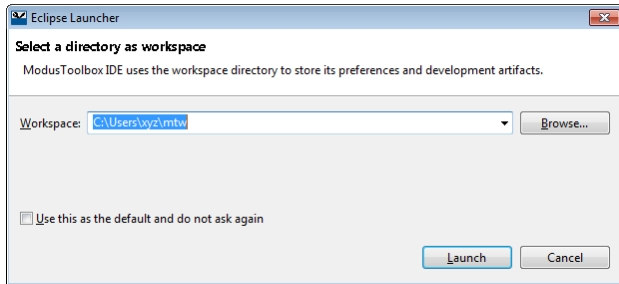 Eclipse Launcher
Select a directory as workspace
ModusToolbox IDE uses the workspace directory to store its preferences and development artifacts.
Workspace: C:\Users\xyz\mtw Browse...
Use this as the default and do not ask again
Launch Cancel